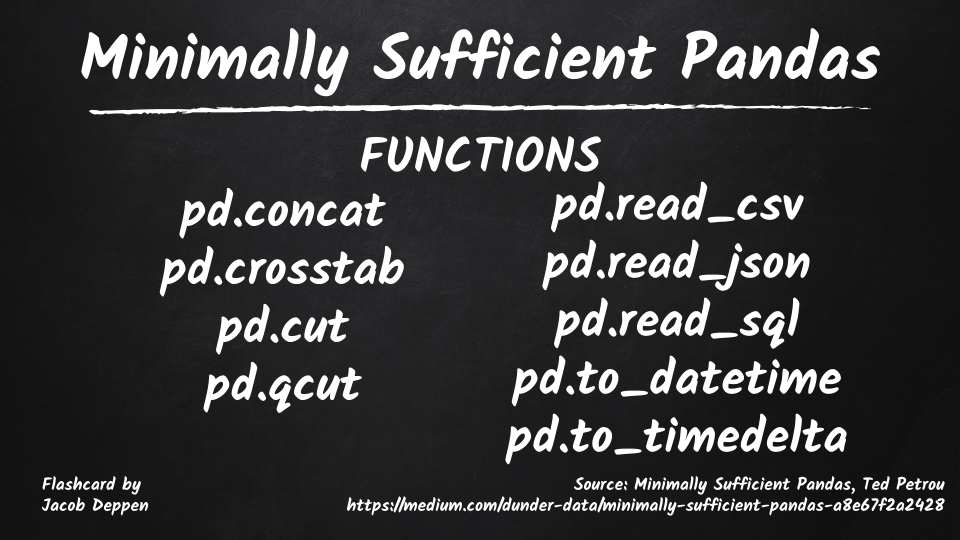 Minimally Sufficient Pandas
FUNCTIONS
pd.concat
pd.crosstab
pd.cut
pd.qcut
pd.read_csv
pd.read_json
pd.read_sql
pd.to_datetime
pd.to_timedelta
Flashcard by
Jacob Deppen
Source: Minimally Sufficient Pandas, Ted Petrou
https://medium.com/dunder-data/minimally-sufficient-pandas-a8e67f2a2428